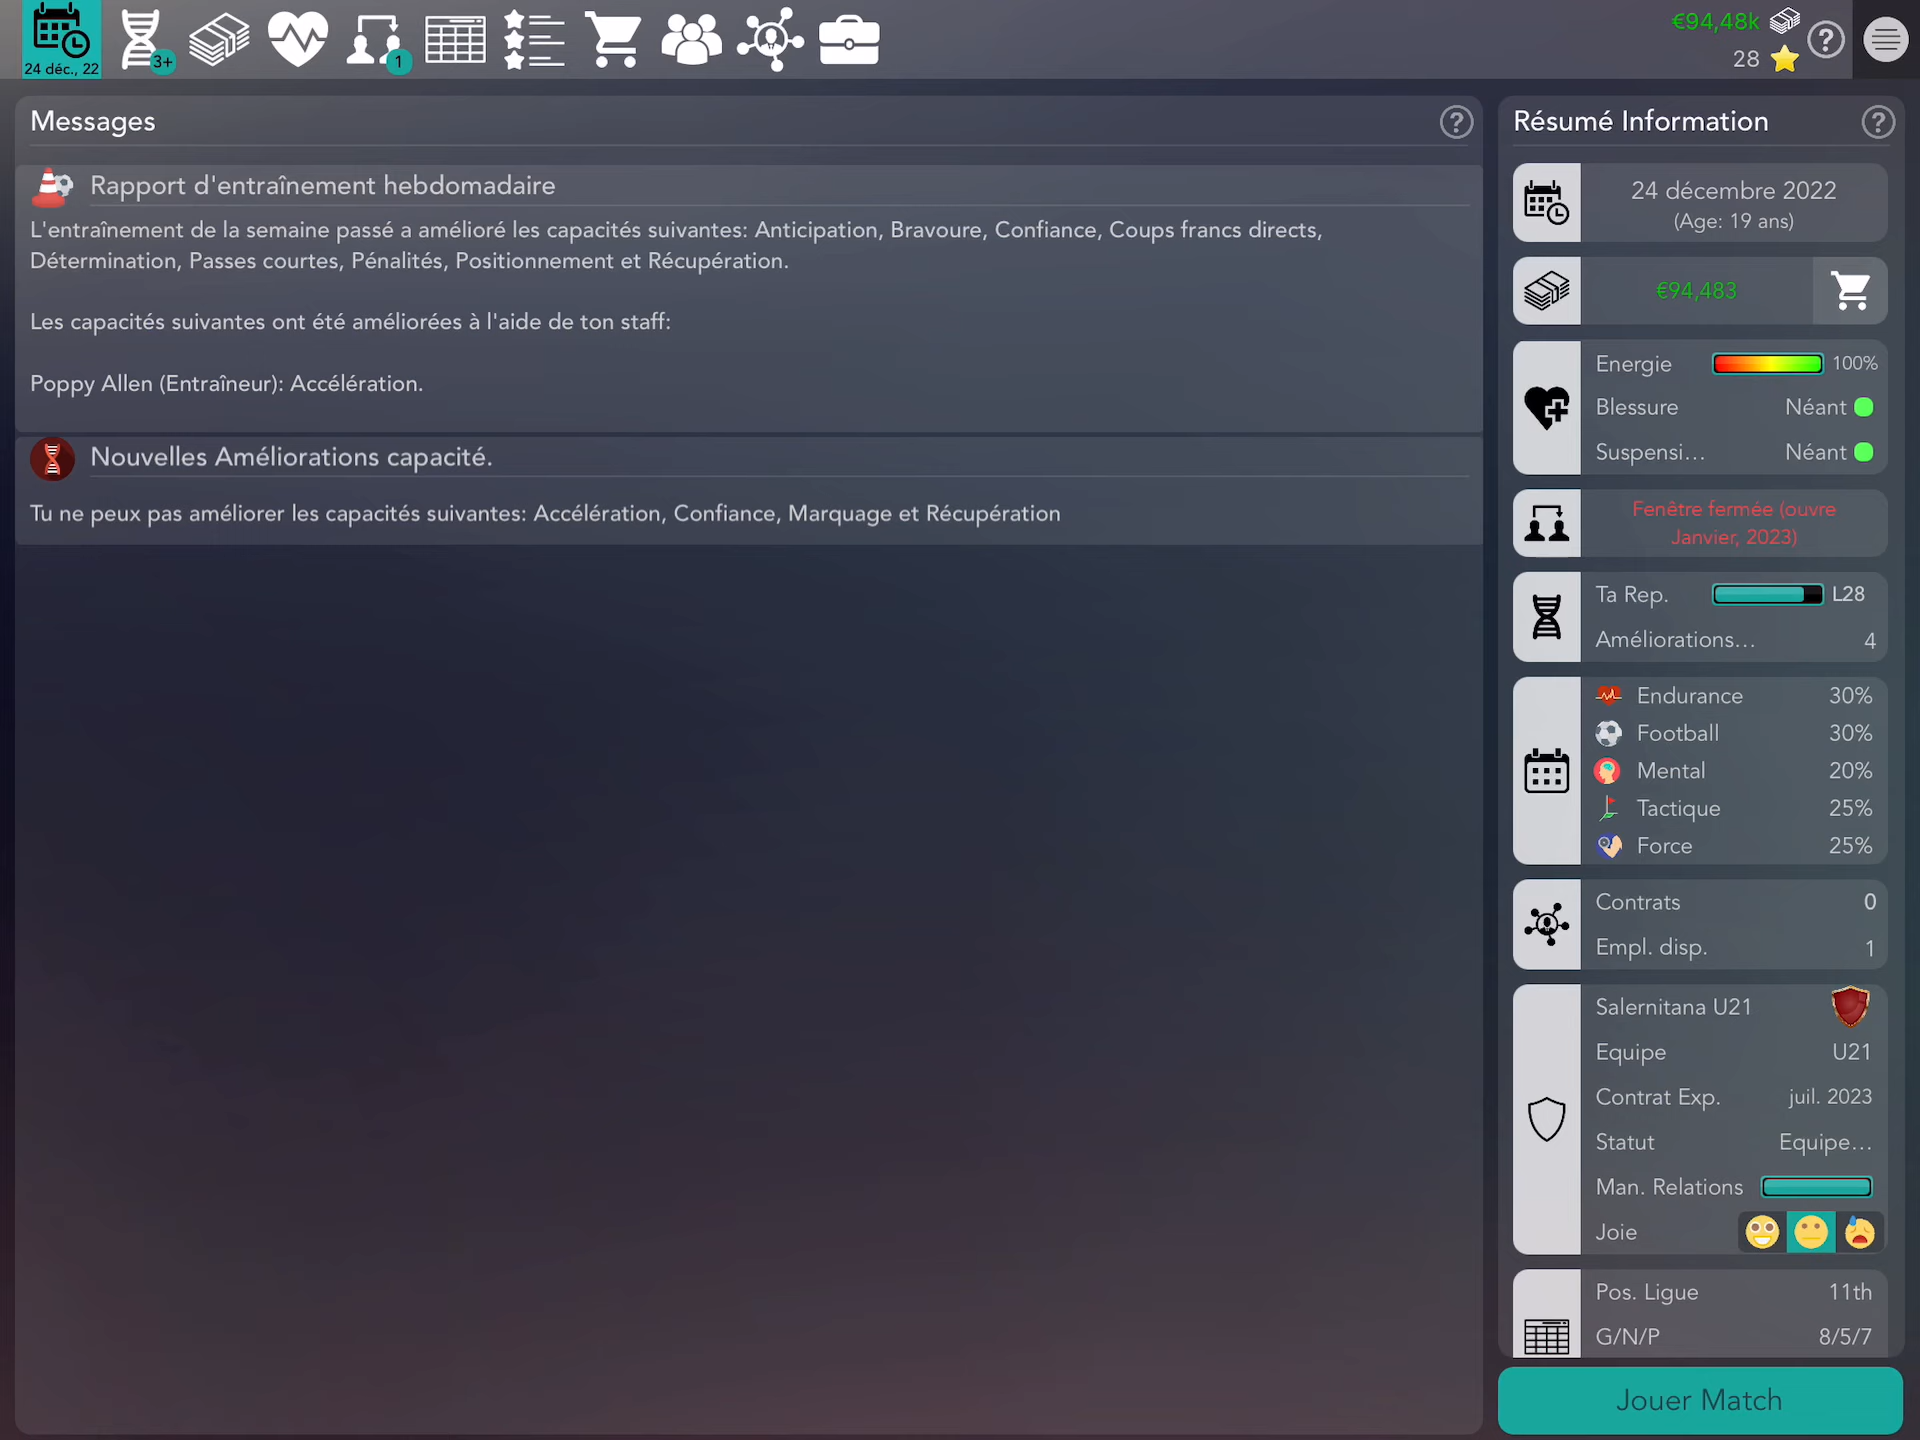 24 déc., 22
3+
1
€94,48k
28
?
Messages
?
Rapport d'entraînement hebdomadaire
L'entraînement de la semaine passé a amélioré les capacités suivantes: Anticipation, Bravoure, Confiance, Coups francs directs,
Détermination, Passes courtes, Pénalités, Positionnement et Récupération.
Les capacités suivantes ont été améliorées à l'aide de ton staff:
Poppy Allen (Entraîneur): Accélération.
Nouvelles Améliorations capacité.
Tu ne peux pas améliorer les capacités suivantes: Accélération, Confiance, Marquage et Récupération
Résumé Information
?
24 décembre 2022
(Age: 19 ans)
€94,483
Energie 100%
Blessure Néant
Suspensi... Néant
Fenêtre fermée (ouvre
Janvier, 2023)
Ta Rep. L28
Améliorations... 4
Endurance 30%
Football 30%
Mental 20%
Tactique 25%
Force 25%
Contrats 0
Empl. disp. 1
Salernitana U21
Equipe U21
Contrat Exp. juil. 2023
Statut Equipe...
Man. Relations
Joie
Pos. Ligue 11th
G/N/P 8/5/7
Jouer Match